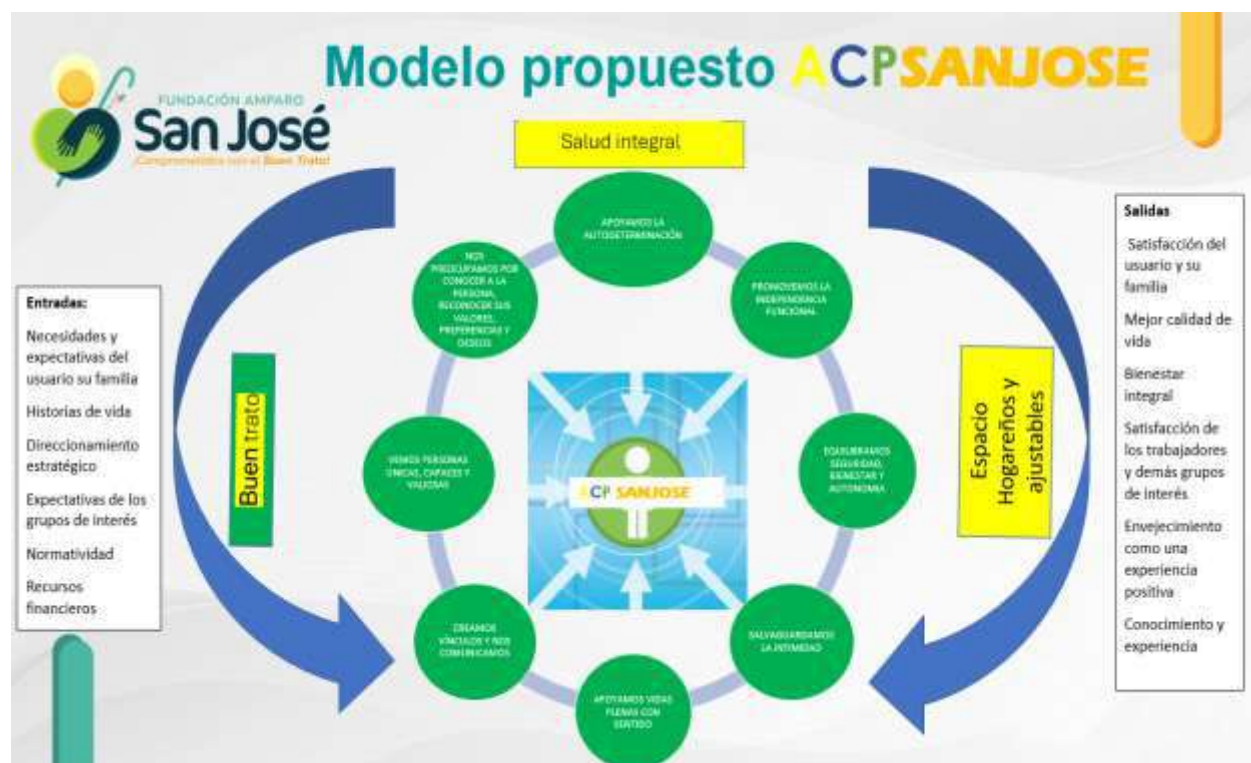 Modelo propuesto ACPSANJOSE
FUNDACIÓN AMPARO
San José
¡Comprometidos con el Buen Trato!
Salud integral
Entradas:
Necesidades y
expectativas del
usuario su familia
Historias de vida
Direccionamiento
estratégico
Expectativas de los
grupos de interés
Normatividad
Recursos
financieros
Buen trato
APOYAMOS LA
AUTODETERMINACIÓN
PROMOVEMOS LA
INDEPENDENCIA
FUNCIONAL
EQUILIBRAMOS
SEGURIDAD,
BIENESTAR Y
AUTONOMIA
SALVAGUARDAMOS
LA INTIMIDAD
APOYAMOS VIDAS
PLENAS CON
SENTIDO
CREAMOS
VÍNCULOS Y NOS
COMUNICAMOS
VEMOS PERSONAS
ÚNICAS, CAPACES Y
VALIOSAS
NOS
PREOCUPAMOS POR
CONOCER A LA
PERSONA,
RECONOCER SUS
VALORES,
PREFERENCIAS Y
DESEOS
ACP SANJOSE
Espacio
Hogareños y
ajustables
Salidas
Satisfacción del
usuario y su
familia
Mejor calidad de
vida
Bienestar
integral
Satisfacción de
los trabajadores
y demás grupos
de interés
Envejecimiento
como una
experiencia
positiva
Conocimiento y
experiencia